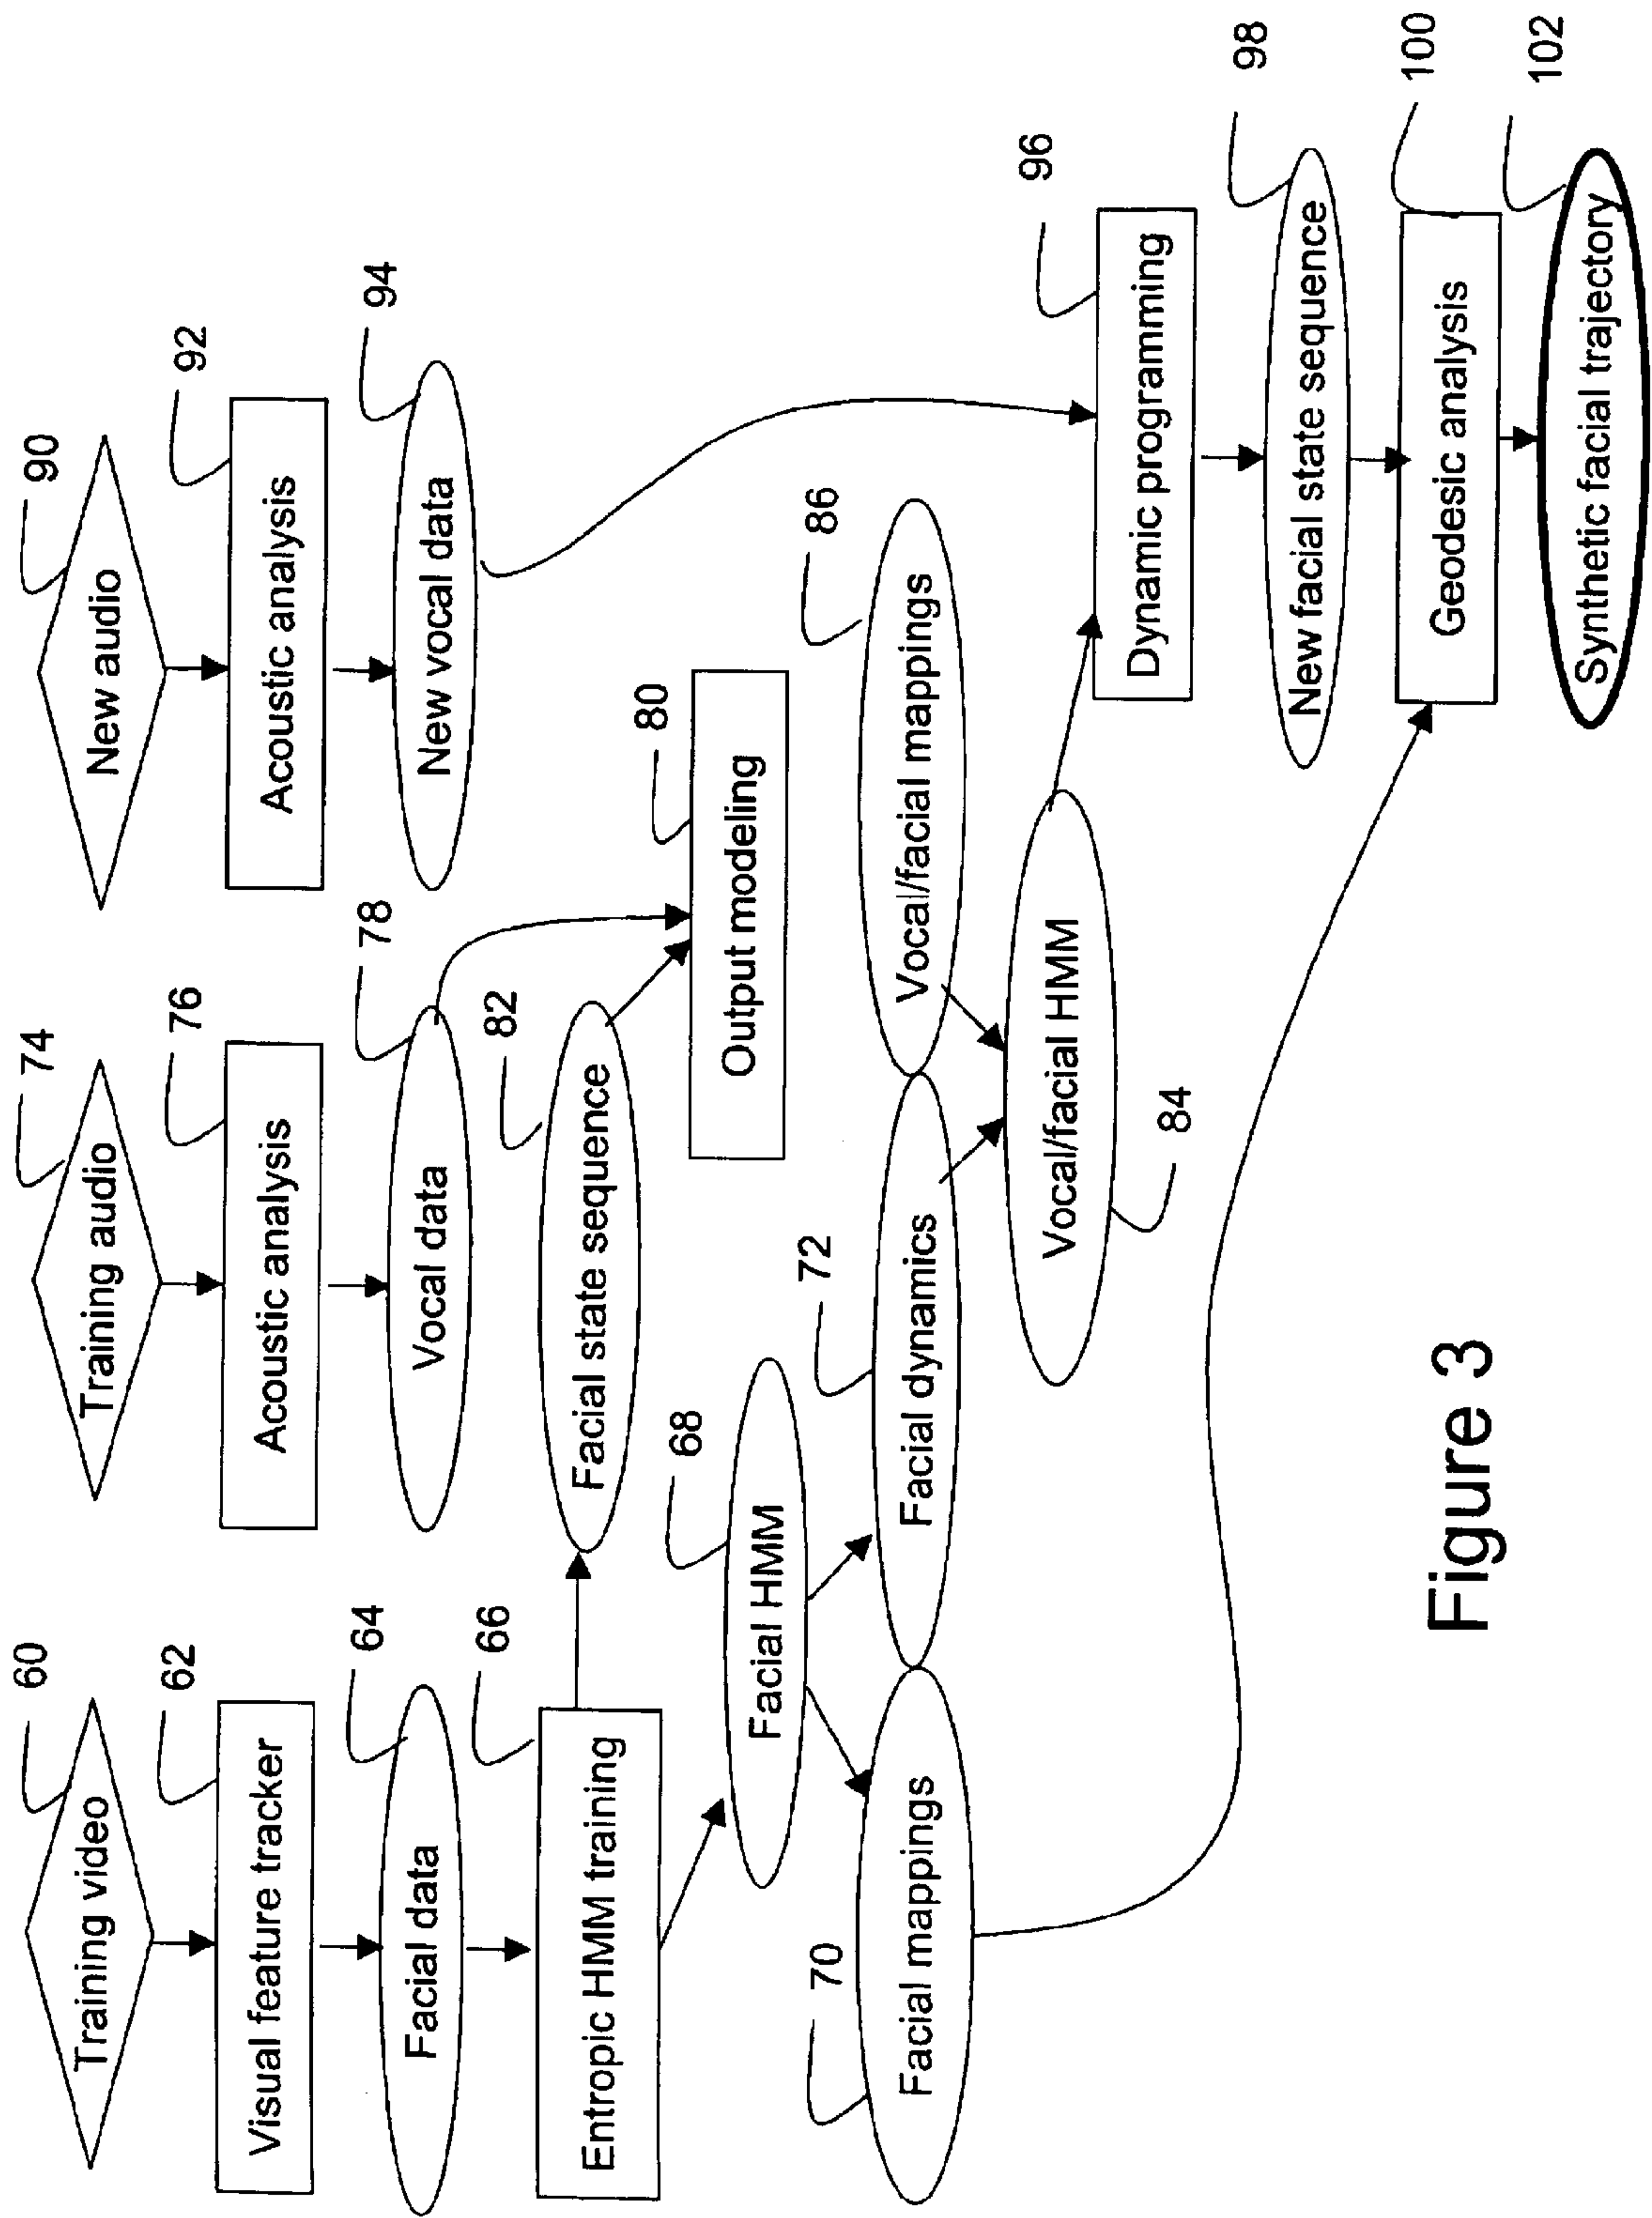 60
Training video
62
Visual feature tracker
64
Facial data
66
Entropic HMM training
68
Facial HMM
70
Facial mappings
72
Facial dynamics
74
Training audio
76
Acoustic analysis
78
Vocal data
82
Facial state sequence
80
Output modeling
86
Vocal/facial mappings
Vocal/facial HMM
84
90
New audio
92
Acoustic analysis
94
New vocal data
96
Dynamic programming
98
New facial state sequence
100
Geodesic analysis
102
Synthetic facial trajectory
Figure 3